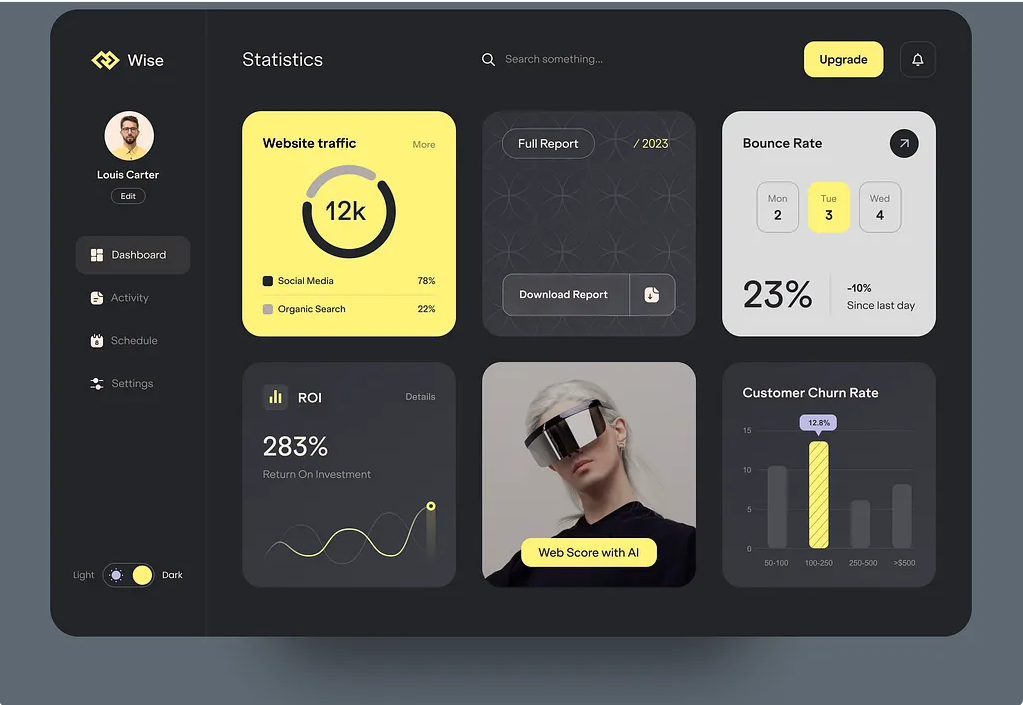 Wise
Statistics
Search something...
Upgrade
Louis Carter
Edit
Dashboard
Activity
8
Schedule
Settings
Light
Dark
Website traffic
More
12k
Social Media
78%
Organic Search
22%
Full Report
/ 2023
Download Report
Bounce Rate
Mon
2
Tue
3
Wed
4
23%
-10%
Since last day
ROI
Details
283%
Return On Investment
Web Score with AI
Customer Churn Rate
12.8%
15
10
5
0
50-100
100-250
250-500
>$500